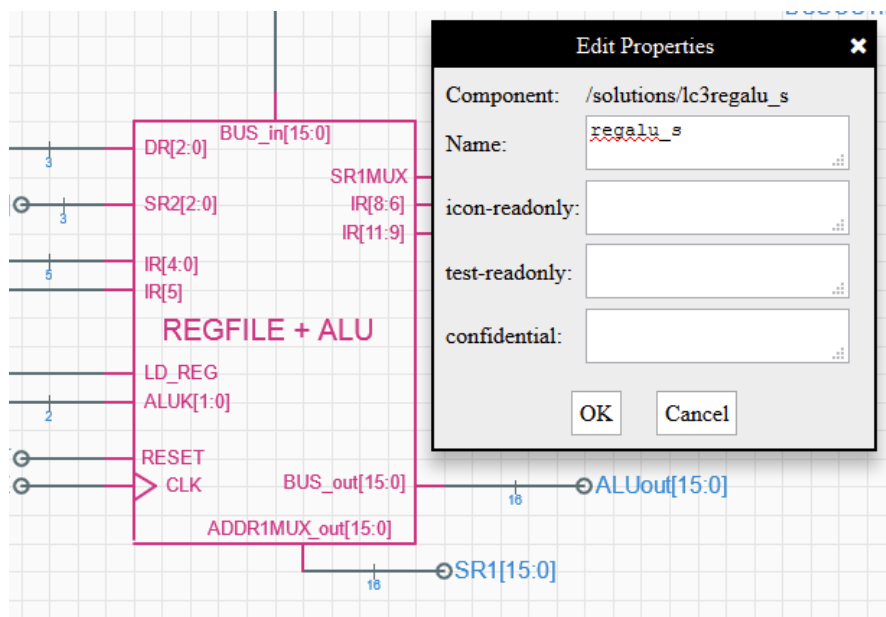 Edit Properties
Component: /solutions/lc3regalu_s
Name: regalu_s
icon-readonly:
test-readonly:
confidential:
OK Cancel
BUS_in[15:0]
DR[2:0]
3
SR1MUX
SR2[2:0]
3
IR[8:6]
IR[11:9]
IR[4:0]
5
IR[5]
REGFILE + ALU
LD_REG
ALUK[1:0]
2
RESET
CLK
BUS_out[15:0]
16
ALUout[15:0]
ADDR1MUX_out[15:0]
16
SR1[15:0]